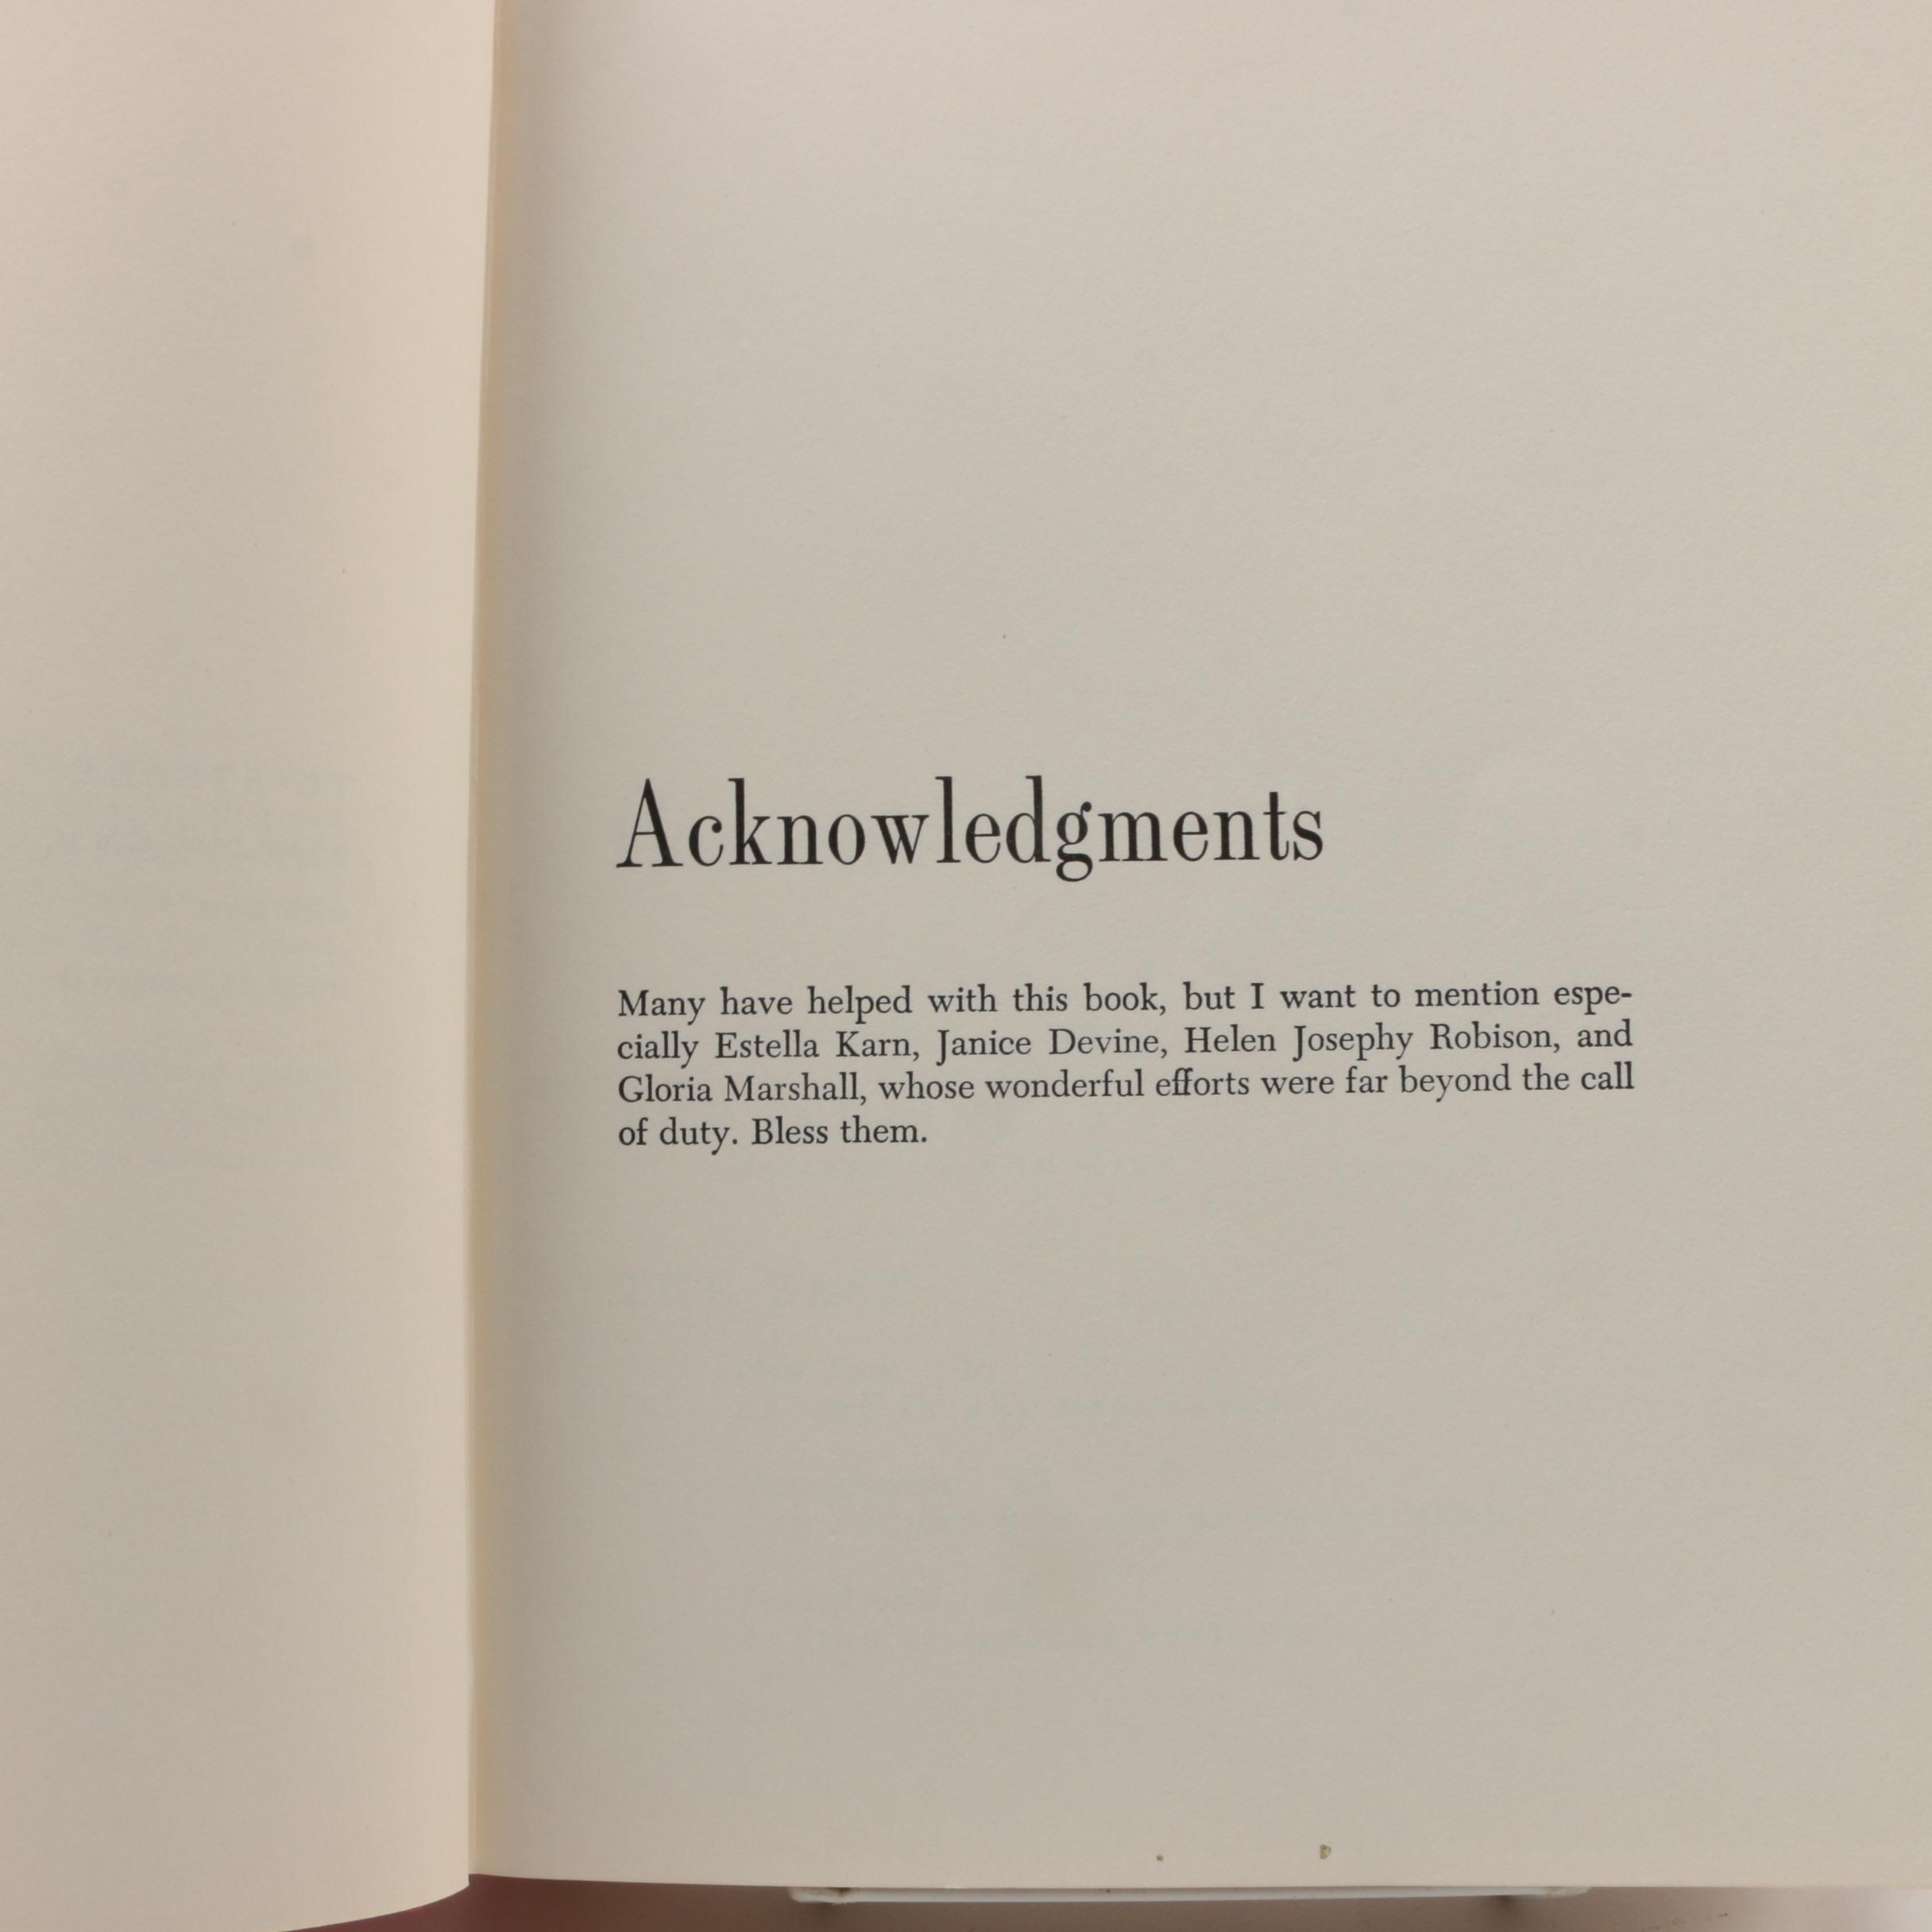 Acknowledgments
Many have helped with this book, but I want to mention espe-
cially Estella Karn, Janice Devine, Helen Josephy Robison, and
Gloria Marshall, whose wonderful efforts were far beyond the call
of duty. Bless them.